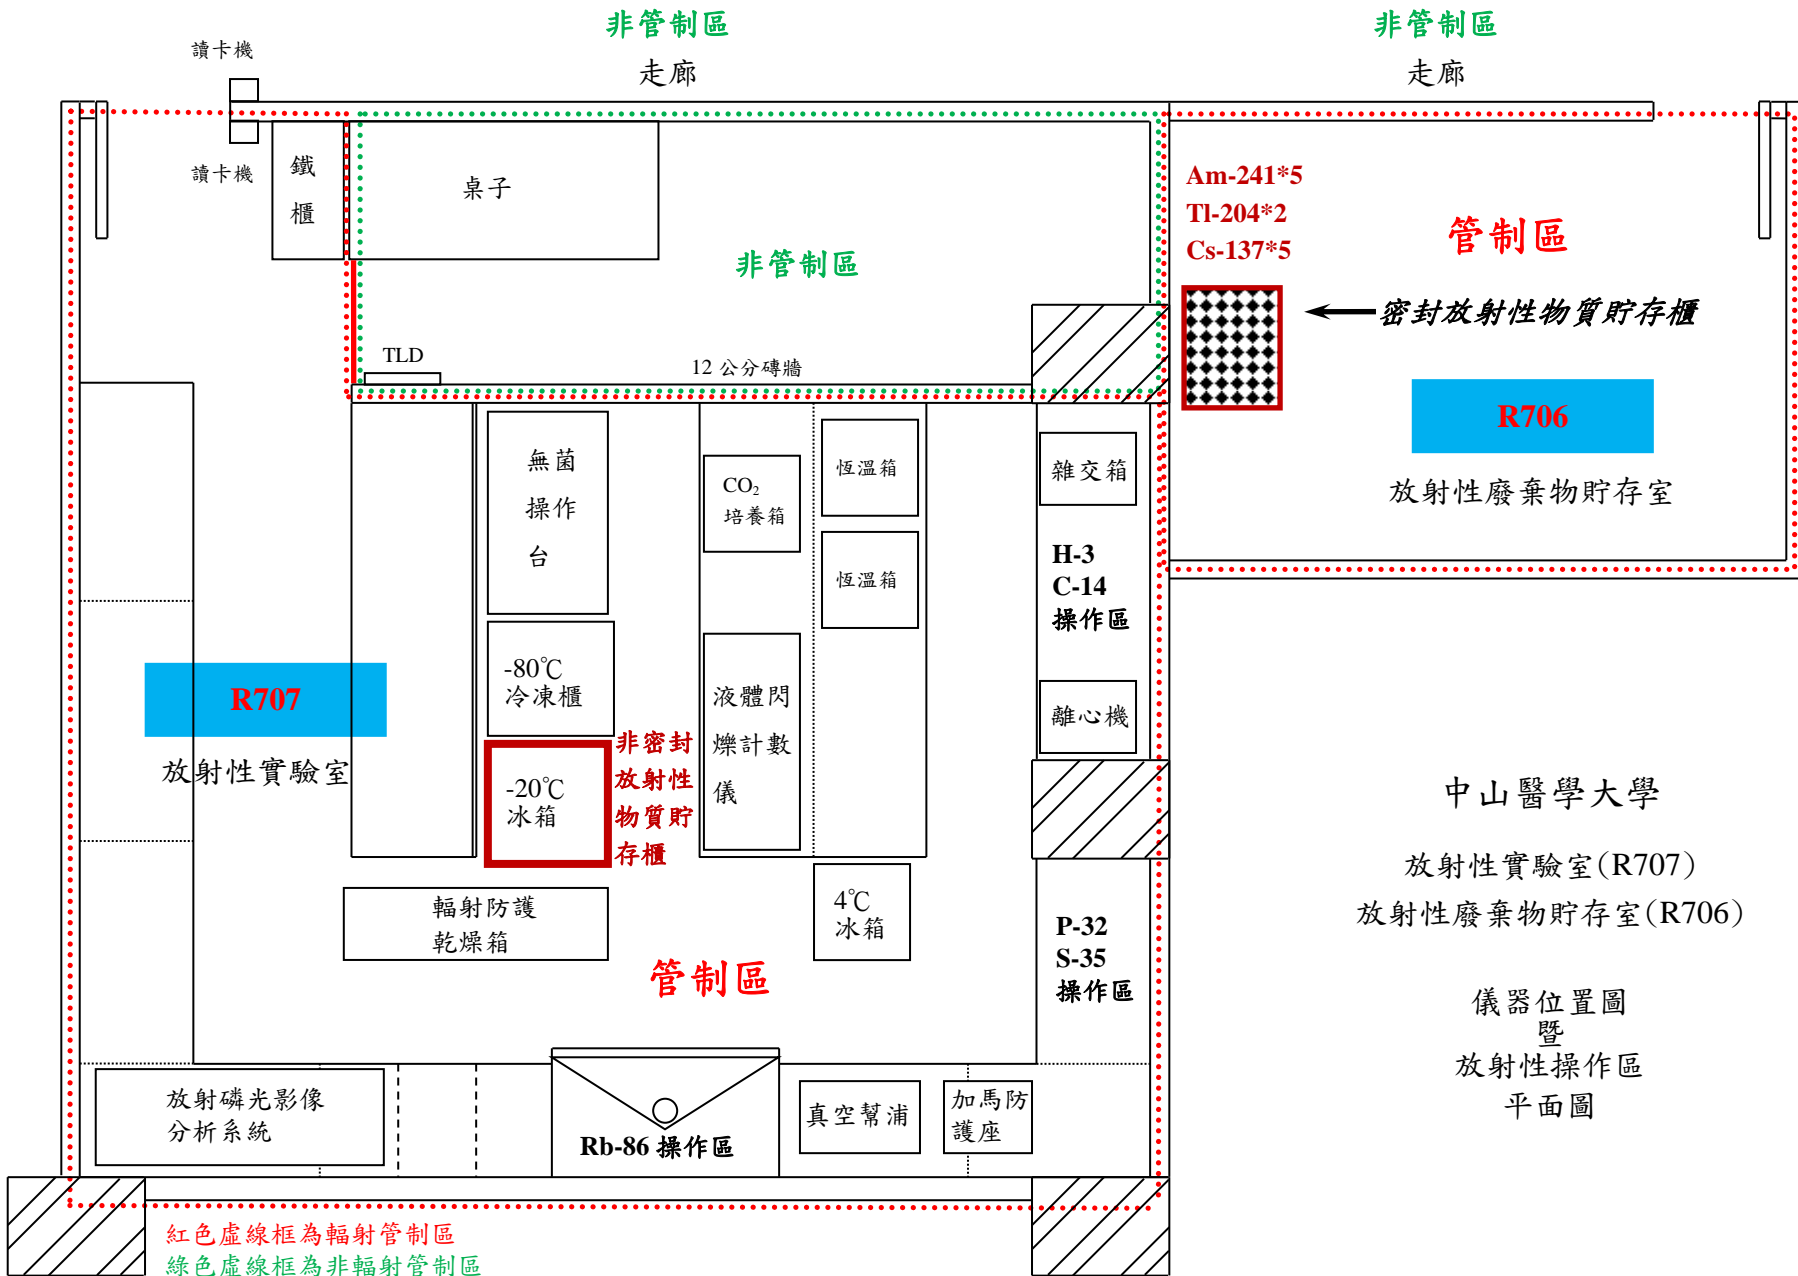 非管制區
走廊
非管制區
走廊
讀卡機
讀卡機
鐵
櫃
桌子
非管制區
TLD
12 公分磚牆
Am-241*5
Tl-204*2
Cs-137*5
管制區
密封放射性物質貯存櫃
R706
放射性廢棄物貯存室
無菌
操作
台
CO₂
培養箱
恆溫箱
恆溫箱
雜交箱
H-3
C-14
操作區
離心機
-80℃
冷凍櫃
-20℃
冰箱
非密封
放射性
物質貯
存櫃
液體閃
爍計數
儀
R707
放射性實驗室
輻射防護
乾燥箱
4℃
冰箱
P-32
S-35
操作區
管制區
放射磷光影像
分析系統
Rb-86 操作區
真空幫浦
加馬防
護座
中山醫學大學
放射性實驗室(R707)
放射性廢棄物貯存室(R706)
儀器位置圖
暨
放射性操作區
平面圖
紅色虛線框為輻射管制區
綠色虛線框為非輻射管制區